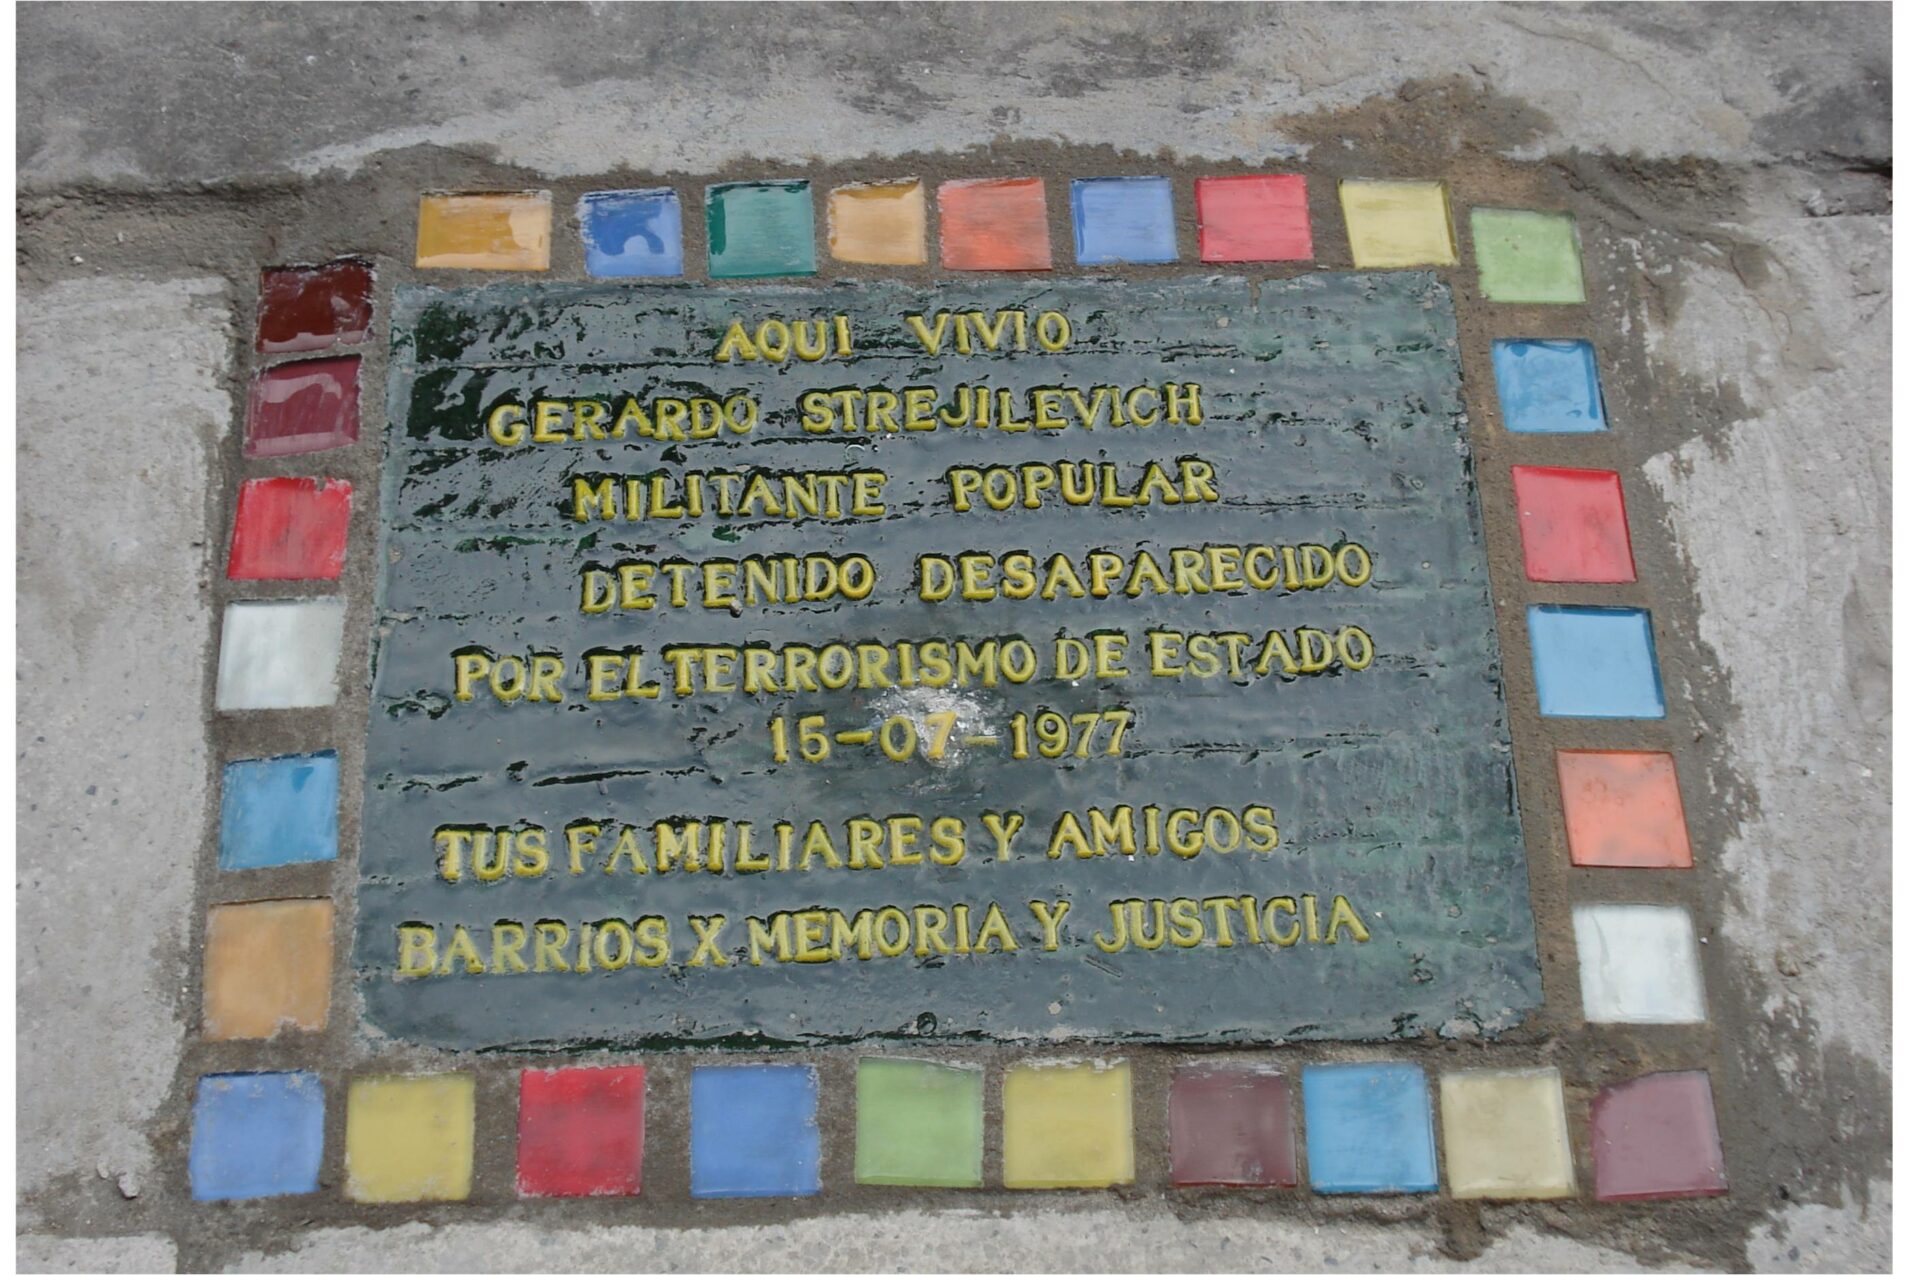 AQUI VIVIO
GERARDO STREJILEVICH
MILITANTE POPULAR
DETENIDO DESAPARECIDO
POR EL TERRORISMO DE ESTADO
15-07-1977
TUS FAMILIARES Y AMIGOS
BARRIOS X MEMORIA Y JUSTICIA